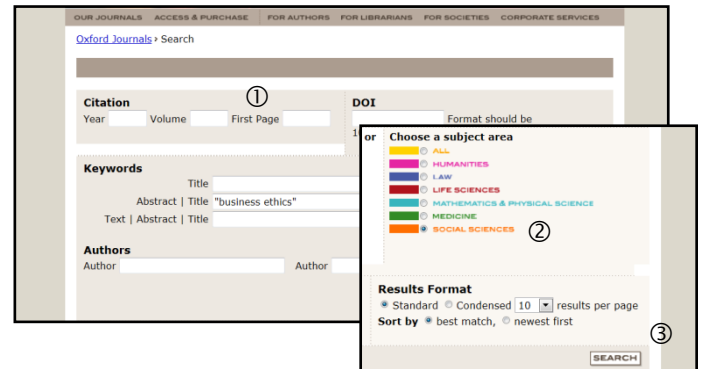 OUR JOURNALS ACCESS & PURCHASE FOR AUTHORS FOR LIBRARIANS FOR SOCIETIES CORPORATE SERVICES
Oxford Journals › Search
①
Citation
Year Volume First Page
DOI
Format should be
Keywords
Title
Abstract | Title "business ethics"
Text | Abstract | Title
Authors
Author Author
or Choose a subject area
ALL
HUMANITIES
LAW
LIFE SCIENCES
MATHEMATICS & PHYSICAL SCIENCE
MEDICINE
SOCIAL SCIENCES ②
Results Format
Standard Condensed 10 results per page
Sort by best match, newest first
③
SEARCH